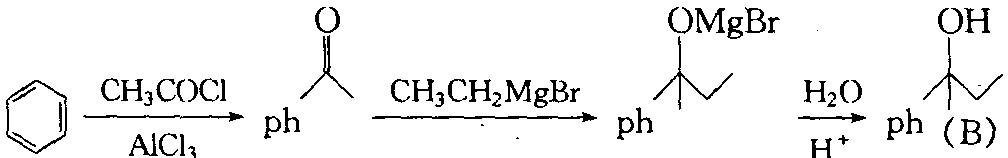 O OMgBr OH
CH₃COCl CH₃CH₂MgBr H₂O
AlCl₃ ph ph H⁺ ph (B)